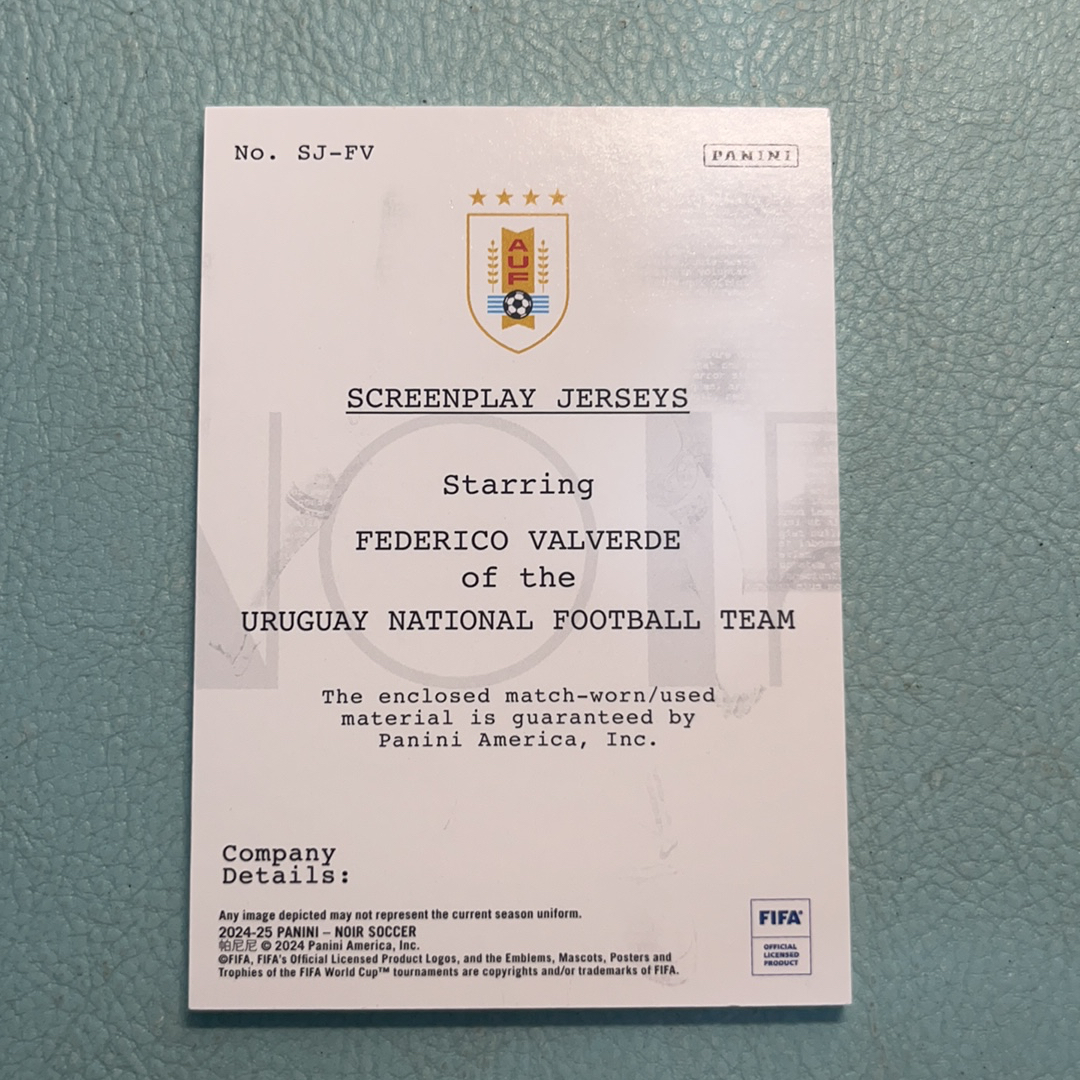 No. SJ-FV
PANINI
AUF
SCREENPLAY JERSEYS
NOIR
Starring
FEDERICO VALVERDE
of the
URUGUAY NATIONAL FOOTBALL TEAM
The enclosed match-worn/used
material is guaranteed by
Panini America, Inc.
Company
Details:
Any image depicted may not represent the current season uniform.
2024-25 PANINI – NOIR SOCCER
帕尼尼 © 2024 Panini America, Inc.
©FIFA, FIFA's Official Licensed Product Logos, and the Emblems, Mascots, Posters and
Trophies of the FIFA World Cup™ tournaments are copyrights and/or trademarks of FIFA.
FIFA
OFFICIAL
LICENSED
PRODUCT